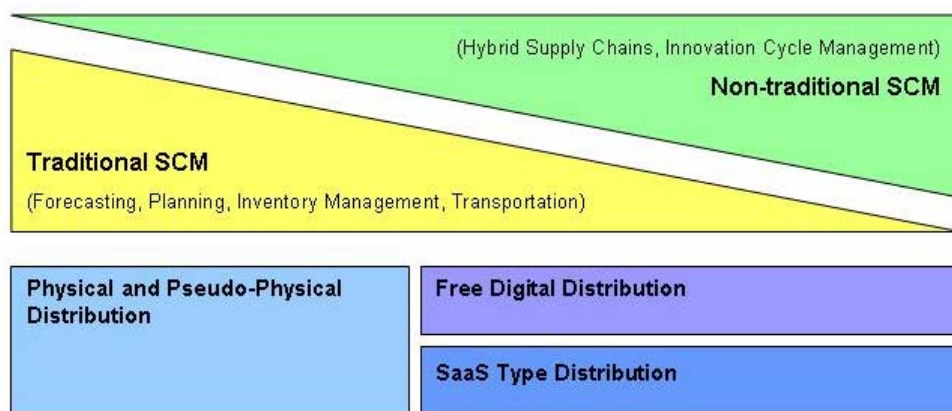 (Hybrid Supply Chains, Innovation Cycle Management)
Non-traditional SCM
Traditional SCM
(Forecasting, Planning, Inventory Management, Transportation)
Physical and Pseudo-Physical
Distribution
Free Digital Distribution
SaaS Type Distribution